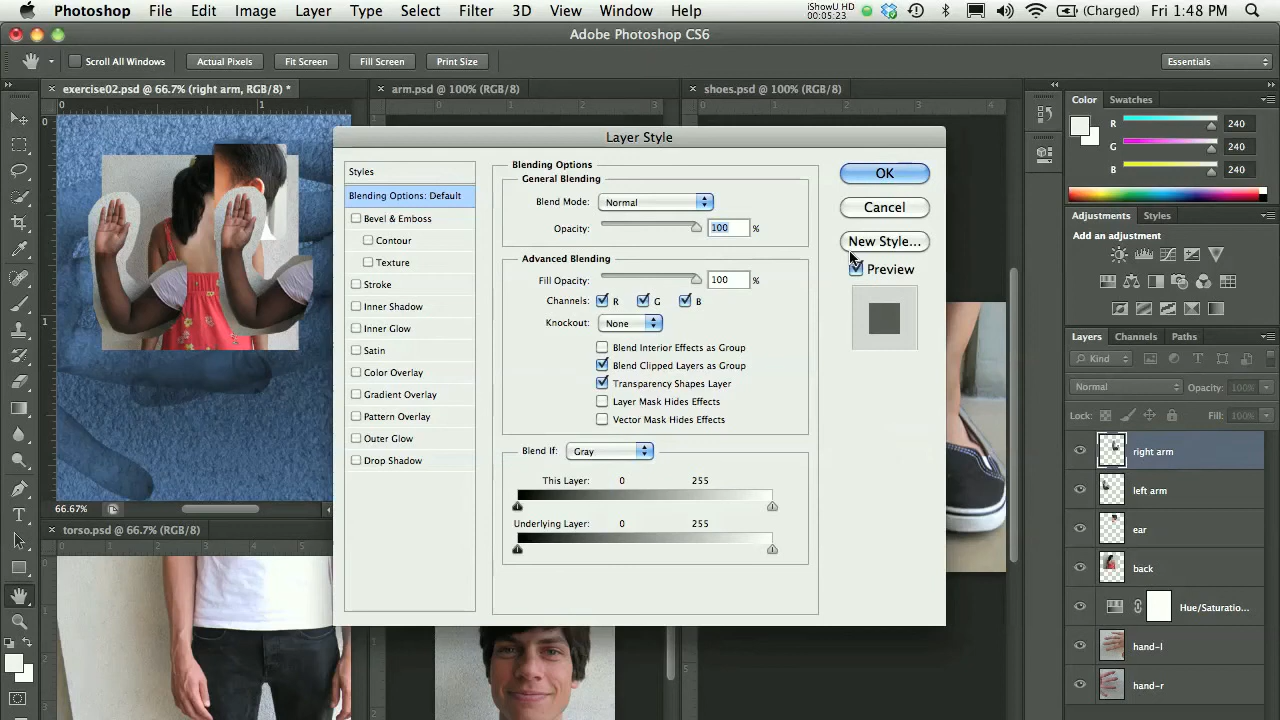 Photoshop File Edit Image Layer Type Select Filter 3D View Window Help iShowU HD 00:05:23 (Charged) Fri 1:48 PM
Adobe Photoshop CS6
Scroll All Windows Actual Pixels Fit Screen Fill Screen Print Size Essentials
exercise02.psd @ 66.7% (right arm, RGB/8) * arm.psd @ 100% (RGB/8) shoes.psd @ 100% (RGB/8)
Color Swatches
R 240
G 240
B 240
Adjustments Styles
Add an adjustment
Layers Channels Paths
Kind
Normal Opacity: 100%
Lock: Fill: 100%
right arm
left arm
ear
back
Hue/Saturatio...
hand-l
hand-r
Layer Style
Styles
Blending Options: Default
Bevel & Emboss
Contour
Texture
Stroke
Inner Shadow
Inner Glow
Satin
Color Overlay
Gradient Overlay
Pattern Overlay
Outer Glow
Drop Shadow
Blending Options
General Blending
Blend Mode: Normal
Opacity: 100 %
Advanced Blending
Fill Opacity: 100 %
Channels: R G B
Knockout: None
Blend Interior Effects as Group
Blend Clipped Layers as Group
Transparency Shapes Layer
Layer Mask Hides Effects
Vector Mask Hides Effects
Blend If: Gray
This Layer: 0 255
Underlying Layer: 0 255
OK
Cancel
New Style...
Preview
66.67%
torso.psd @ 66.7% (RGB/8)